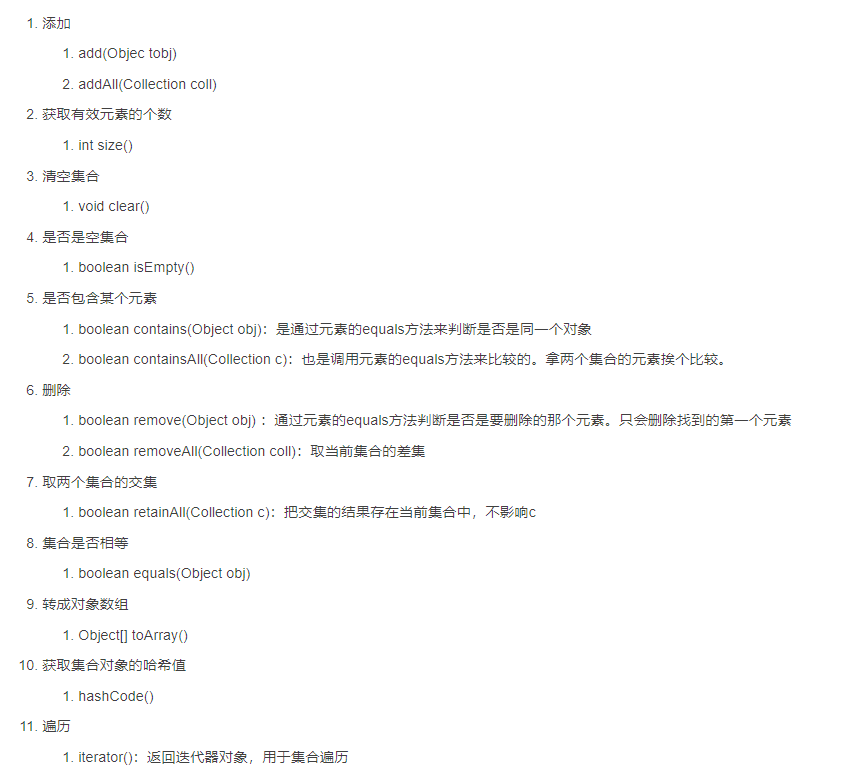 1. 添加
1. add(Objec tobj)
2. addAll(Collection coll)
2. 获取有效元素的个数
1. int size()
3. 清空集合
1. void clear()
4. 是否是空集合
1. boolean isEmpty()
5. 是否包含某个元素
1. boolean contains(Object obj)：是通过元素的equals方法来判断是否是同一个对象
2. boolean containsAll(Collection c)：也是调用元素的equals方法来比较的。拿两个集合的元素挨个比较。
6. 删除
1. boolean remove(Object obj) ：通过元素的equals方法判断是否是要删除的那个元素。只会删除找到的第一个元素
2. boolean removeAll(Collection coll)：取当前集合的差集
7. 取两个集合的交集
1. boolean retainAll(Collection c)：把交集的结果存在当前集合中，不影响c
8. 集合是否相等
1. boolean equals(Object obj)
9. 转成对象数组
1. Object[] toArray()
10. 获取集合对象的哈希值
1. hashCode()
11. 遍历
1. iterator()：返回迭代器对象，用于集合遍历